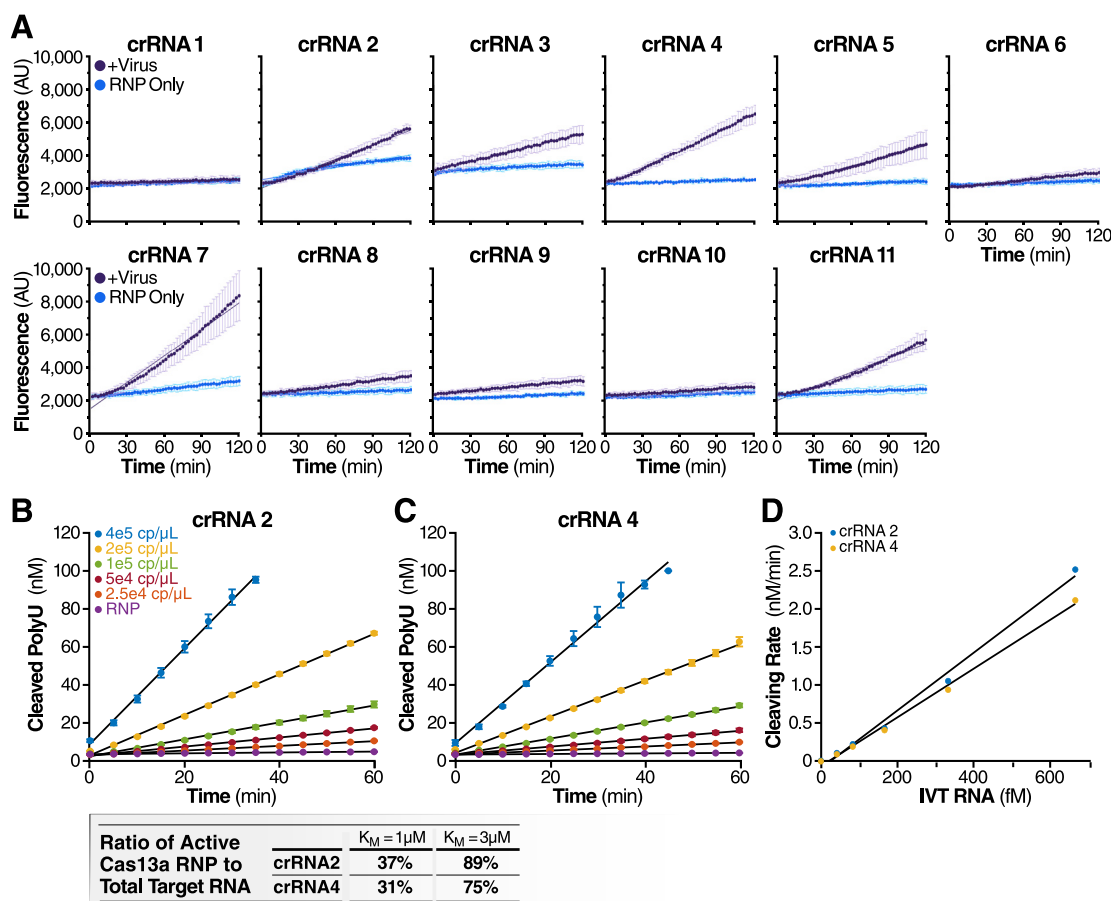 A
crRNA 1
crRNA 2
crRNA 3
crRNA 4
crRNA 5
crRNA 6
Fluorescence (AU)
10,000
8,000
6,000
4,000
2,000
0
+Virus
RNP Only
0 30 60 90 120
Time (min)
crRNA 7
crRNA 8
crRNA 9
crRNA 10
crRNA 11
Fluorescence (AU)
10,000
8,000
6,000
4,000
2,000
0
+Virus
RNP Only
0 30 60 90 120
0 30 60 90 120
0 30 60 90 120
0 30 60 90 120
0 30 60 90 120
Time (min)
Time (min)
Time (min)
Time (min)
Time (min)
B
crRNA 2
Cleaved PolyU (nM)
120
100
80
60
40
20
0
4e5 cp/µL
2e5 cp/µL
1e5 cp/µL
5e4 cp/µL
2.5e4 cp/µL
RNP
0 20 40 60
Time (min)
C
crRNA 4
Cleaved PolyU (nM)
120
100
80
60
40
20
0
0 20 40 60
Time (min)
D
Cleaving Rate (nM/min)
3.0
2.5
2.0
1.5
1.0
0.5
0
crRNA 2
crRNA 4
0 200 400 600
IVT RNA (fM)
Ratio of Active
Cas13a RNP to
Total Target RNA
KM = 1µM KM = 3µM
crRNA2 37% 89%
crRNA4 31% 75%